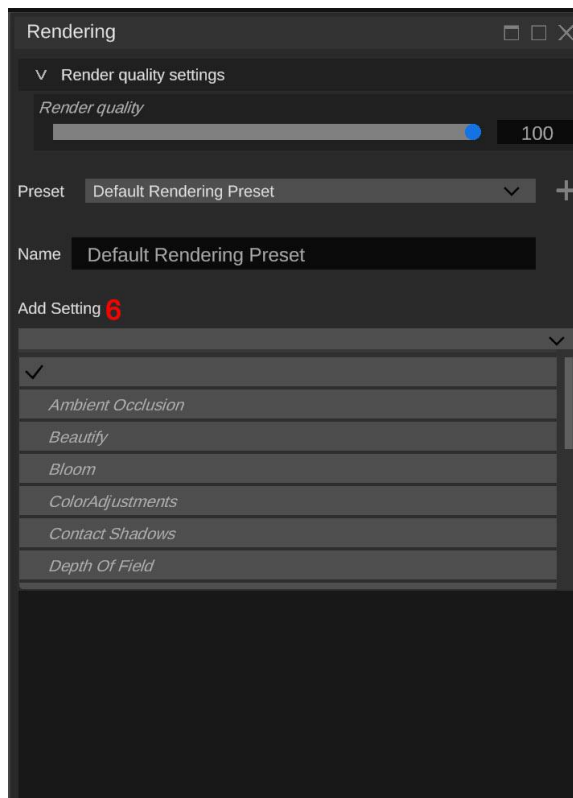 Rendering
Render quality settings
Render quality
100
Preset Default Rendering Preset
Name Default Rendering Preset
Add Setting 6
Ambient Occlusion
Beautify
Bloom
ColorAdjustments
Contact Shadows
Depth Of Field